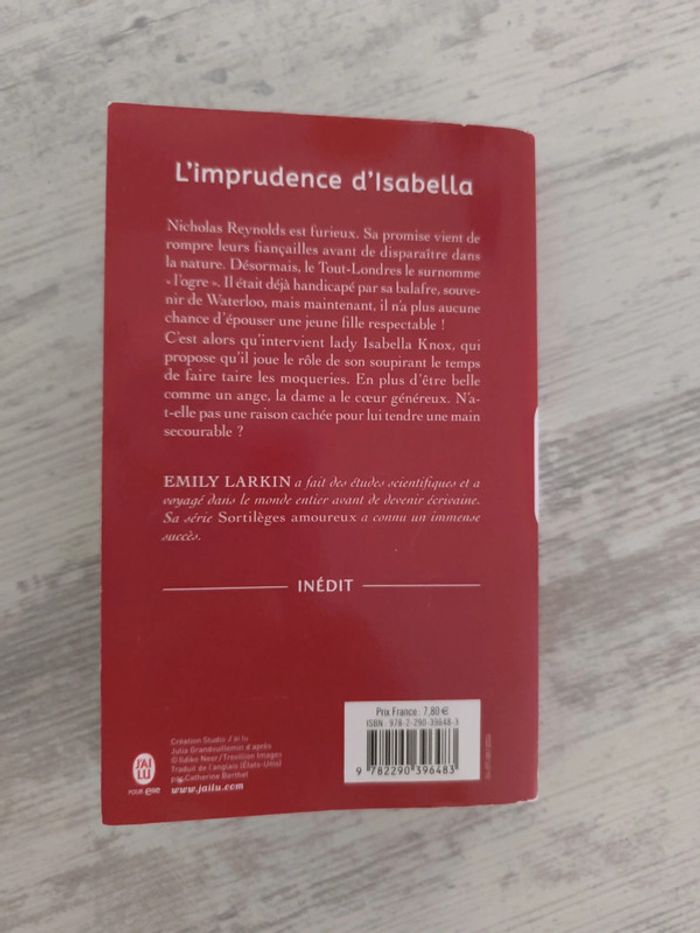 L'imprudence d'Isabella
Nicholas Reynolds est furieux. Sa promise vient de
rompre leurs fiançailles avant de disparaître dans
la nature. Désormais, le Tout-Londres le surnomme
« l'ogre ». Il était déjà handicapé par sa balafre, souve-
nir de Waterloo, mais maintenant, il n'a plus aucune
chance d'épouser une jeune fille respectable !
C'est alors qu'intervient lady Isabella Knox, qui
propose qu'il joue le rôle de son soupirant le temps
de faire taire les moqueries. En plus d'être belle
comme un ange, la dame a le cœur généreux. N'a-
t-elle pas une raison cachée pour lui tendre une main
secourable ?
EMILY LARKIN a fait des études scientifiques et a
voyagé dans le monde entier avant de devenir écrivaine.
Sa série Sortilèges amoureux a connu un immense
succès.
INÉDIT
Prix France : 7,80 €
ISBN : 978-2-290-39648-3
9 782290 396483
Création Studio J'ai lu
Julia Grandvuillemin d'après
© Ildiko Neer / Trevillion Images
Traduit de l'anglais (États-Unis)
par Catherine Berthet
www.jailu.com
J'AI
LU
POUR elle